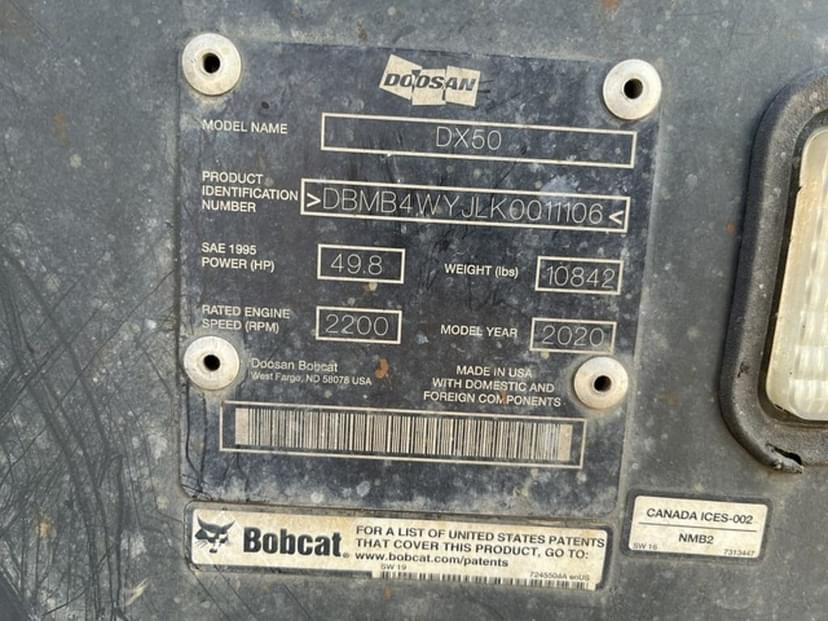 DOOSAN
MODEL NAME
DX50
PRODUCT
IDENTIFICATION
NUMBER
>DBMB4WYJLK0011106<
SAE 1995
POWER (HP)
49.8
WEIGHT (lbs)
10842
RATED ENGINE
SPEED (RPM)
2200
MODEL YEAR
2020
Doosan Bobcat
West Fargo, ND 58078 USA
MADE IN USA
WITH DOMESTIC AND
FOREIGN COMPONENTS
Bobcat®
FOR A LIST OF UNITED STATES PATENTS
THAT COVER THIS PRODUCT, GO TO:
www.bobcat.com/patents
SW 19
7245504A enUS
CANADA ICES-002
NMB2
SW 16
7313447